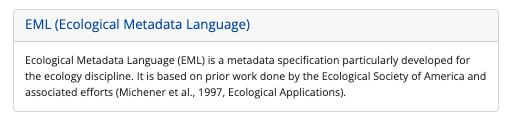 EML (Ecological Metadata Language)
Ecological Metadata Language (EML) is a metadata specification particularly developed for
the ecology discipline. It is based on prior work done by the Ecological Society of America and
associated efforts (Michener et al., 1997, Ecological Applications).